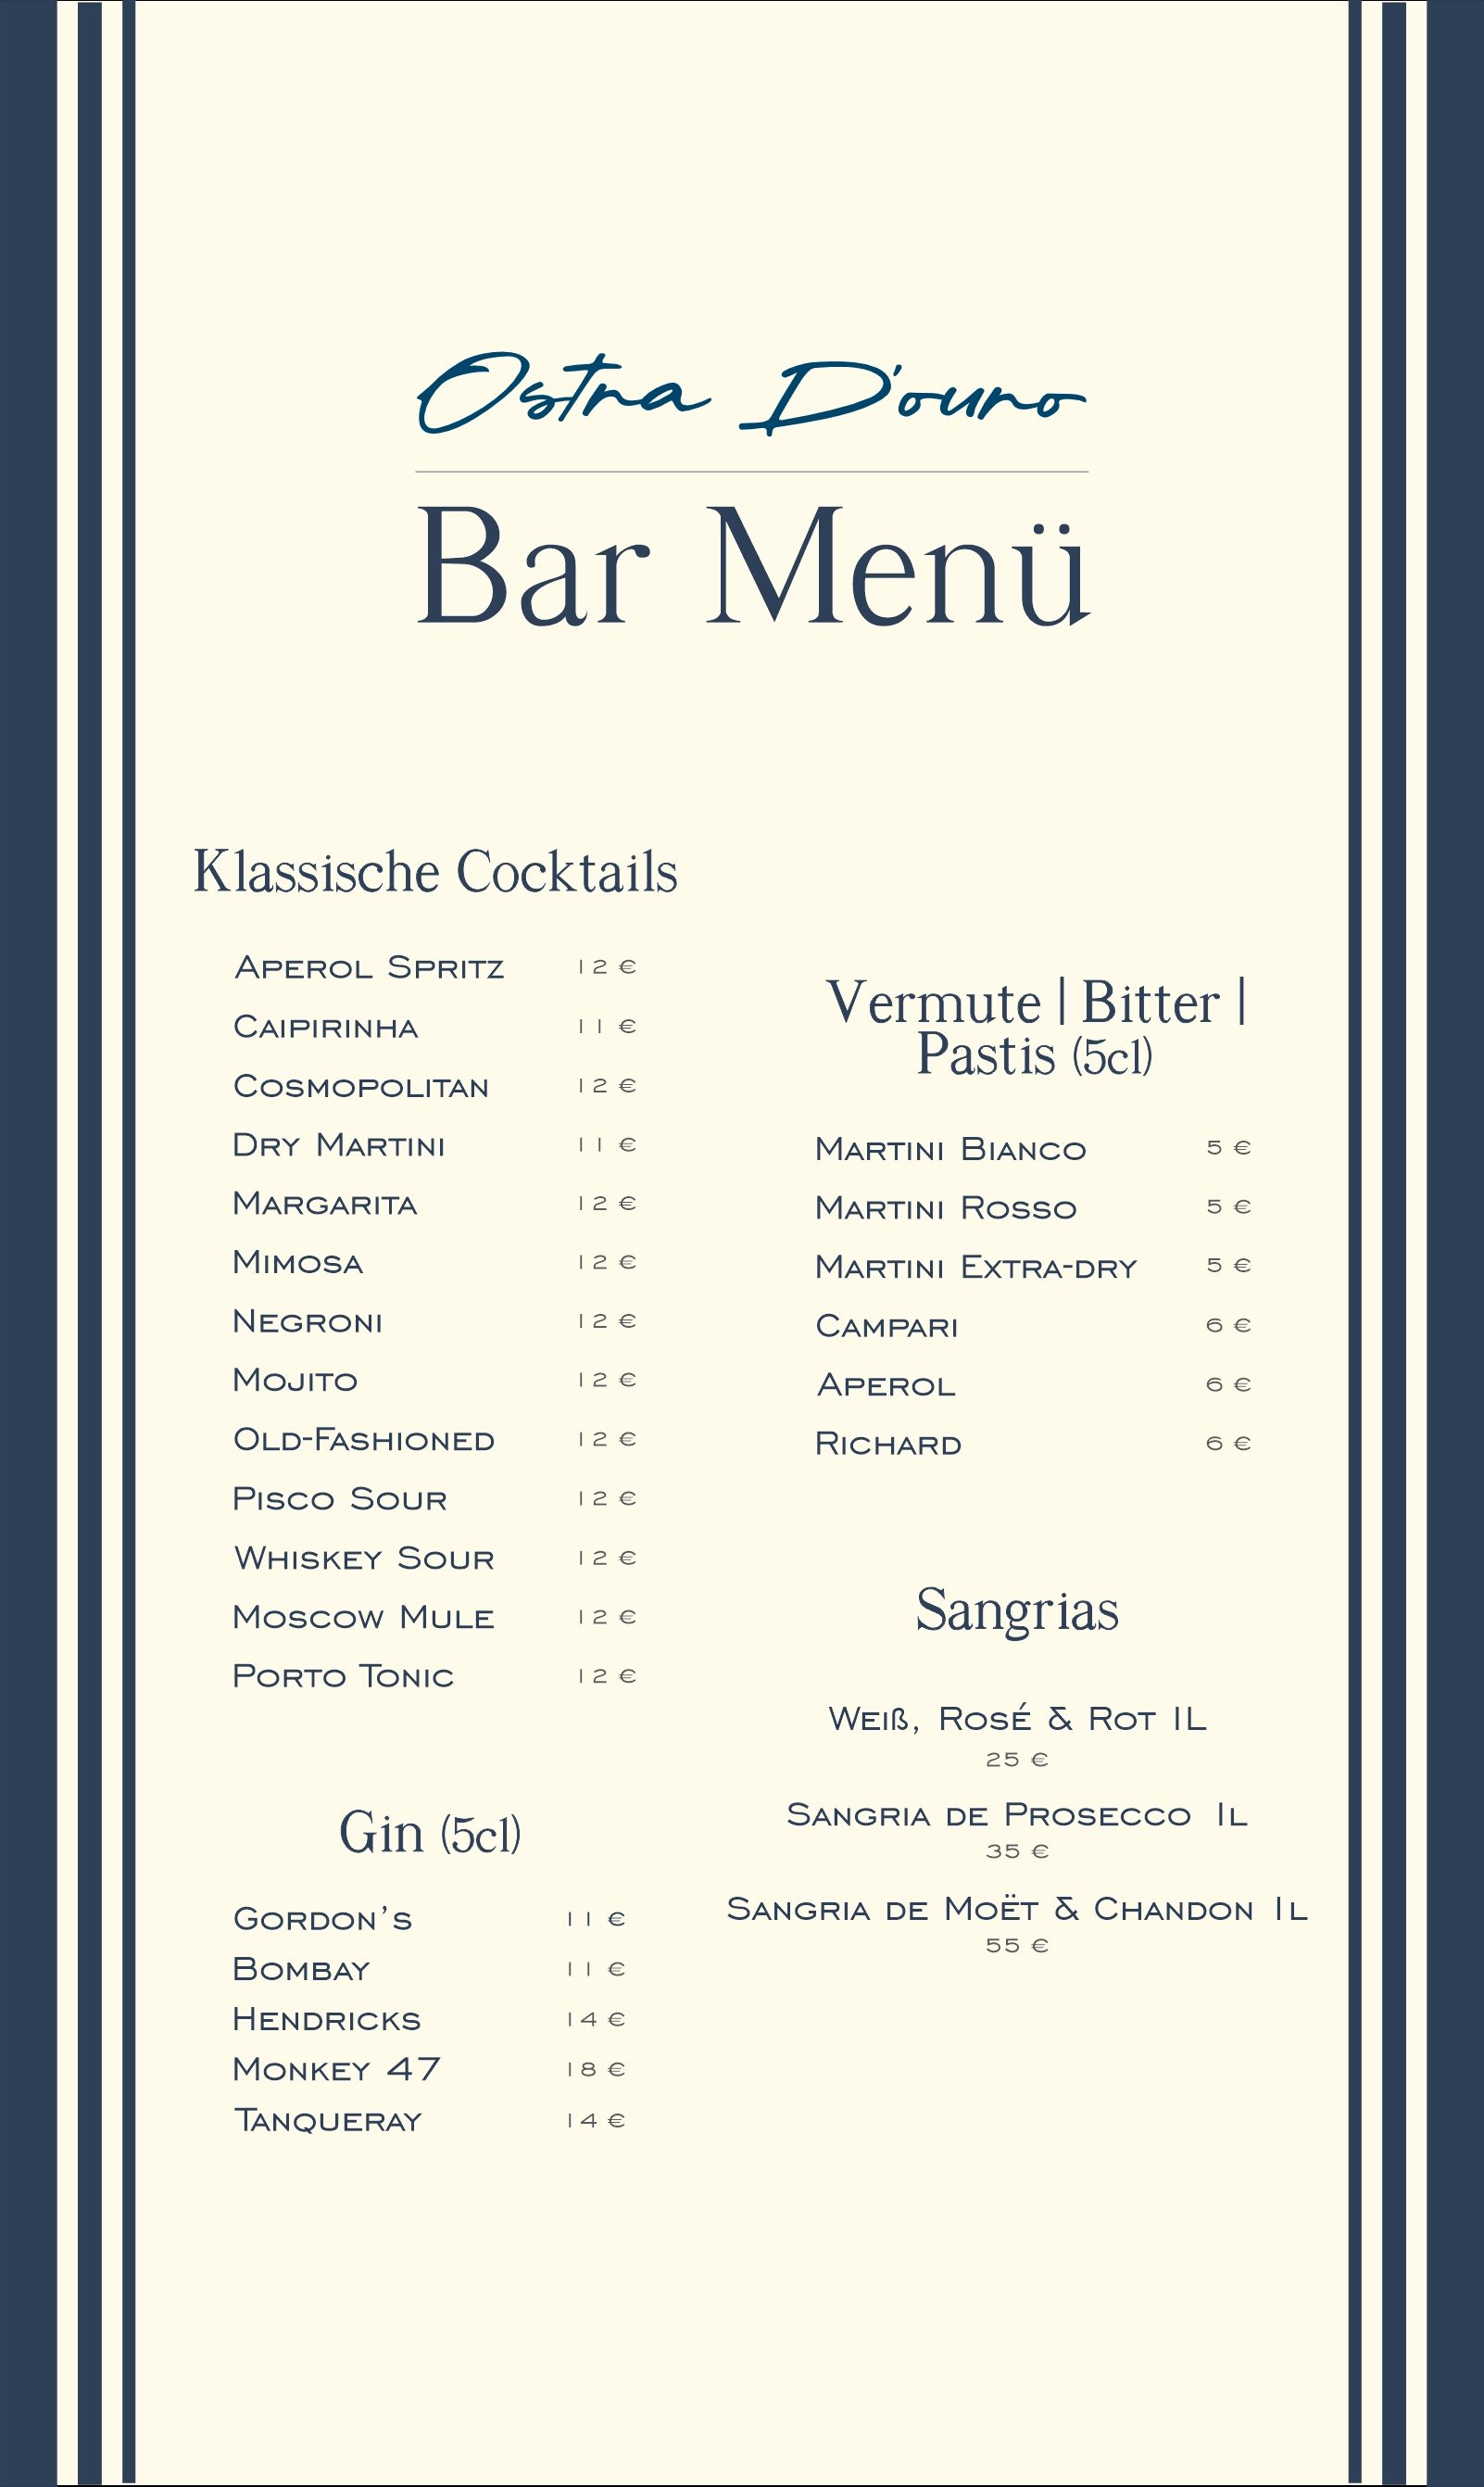 Ostra D'ouro
Bar Menü
Klassische Cocktails
Aperol Spritz 12 €
Caipirinha 11 €
Cosmopolitan 12 €
Dry Martini 11 €
Margarita 12 €
Mimosa 12 €
Negroni 12 €
Mojito 12 €
Old-Fashioned 12 €
Pisco Sour 12 €
Whiskey Sour 12 €
Moscow Mule 12 €
Porto Tonic 12 €
Gin (5cl)
Gordon's 11 €
Bombay 11 €
Hendricks 14 €
Monkey 47 18 €
Tanqueray 14 €
Vermute | Bitter |
Pastis (5cl)
Martini Bianco 5 €
Martini Rosso 5 €
Martini Extra-dry 5 €
Campari 6 €
Aperol 6 €
Richard 6 €
Sangrias
Weiß, Rosé & Rot 1L
25 €
Sangria de Prosecco 1l
35 €
Sangria de Moët & Chandon 1l
55 €